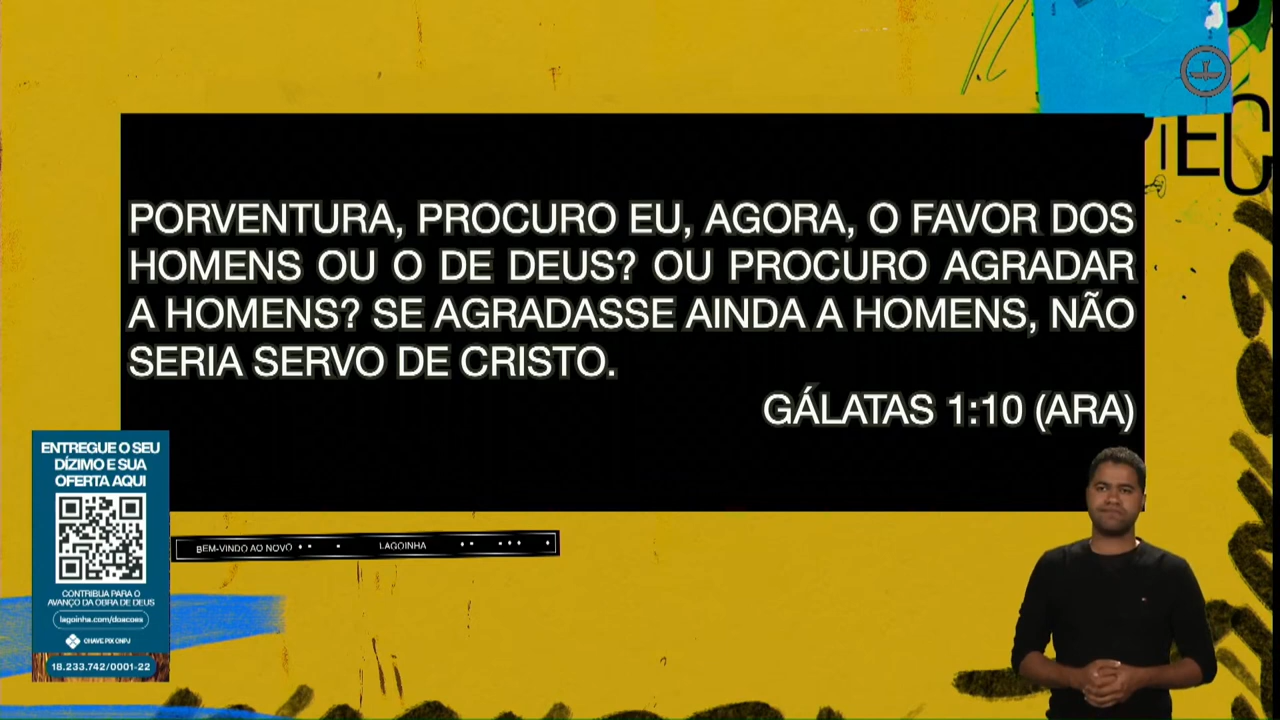 IEC
PORVENTURA, PROCURO EU, AGORA, O FAVOR DOS
HOMENS OU O DE DEUS? OU PROCURO AGRADAR
A HOMENS? SE AGRADASSE AINDA A HOMENS, NÃO
SERIA SERVO DE CRISTO.
GÁLATAS 1:10 (ARA)
ENTREGUE O SEU
DÍZIMO E SUA
OFERTA AQUI
CONTRIBUA PARA O
AVANÇO DA OBRA DE DEUS
lagoinha.com/doacoes
CHAVE PIX CNPJ
18.233.742/0001-22
BEM-VINDO AO NOVO
LAGOINHA